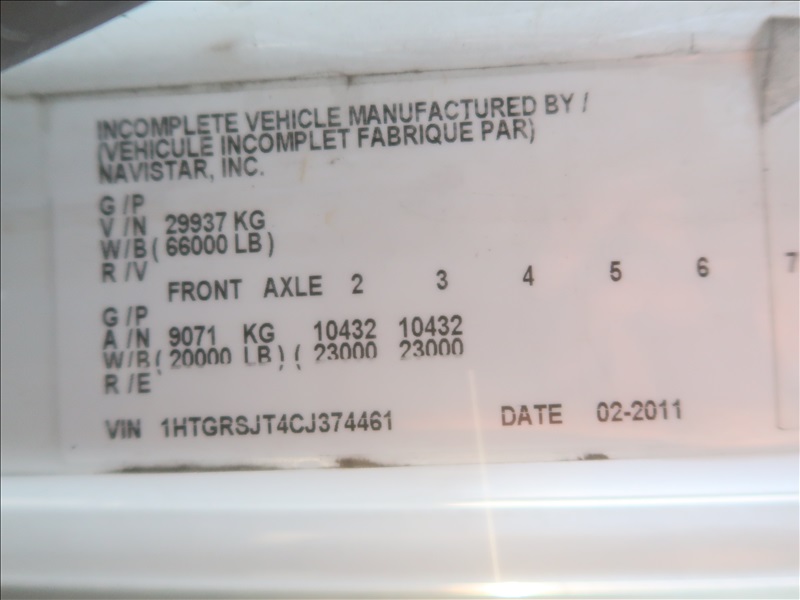 INCOMPLETE VEHICLE MANUFACTURED BY /
(VEHICULE INCOMPLET FABRIQUE PAR)
NAVISTAR, INC.
G /P
V /N 29937 KG
W/B( 66000 LB )
R /V
FRONT AXLE 2 3 4 5 6 7
G /P
A /N 9071 KG 10432 10432
W/B( 20000 LB ) ( 23000 23000
R /E
VIN 1HTGRSJT4CJ374461 DATE 02-2011